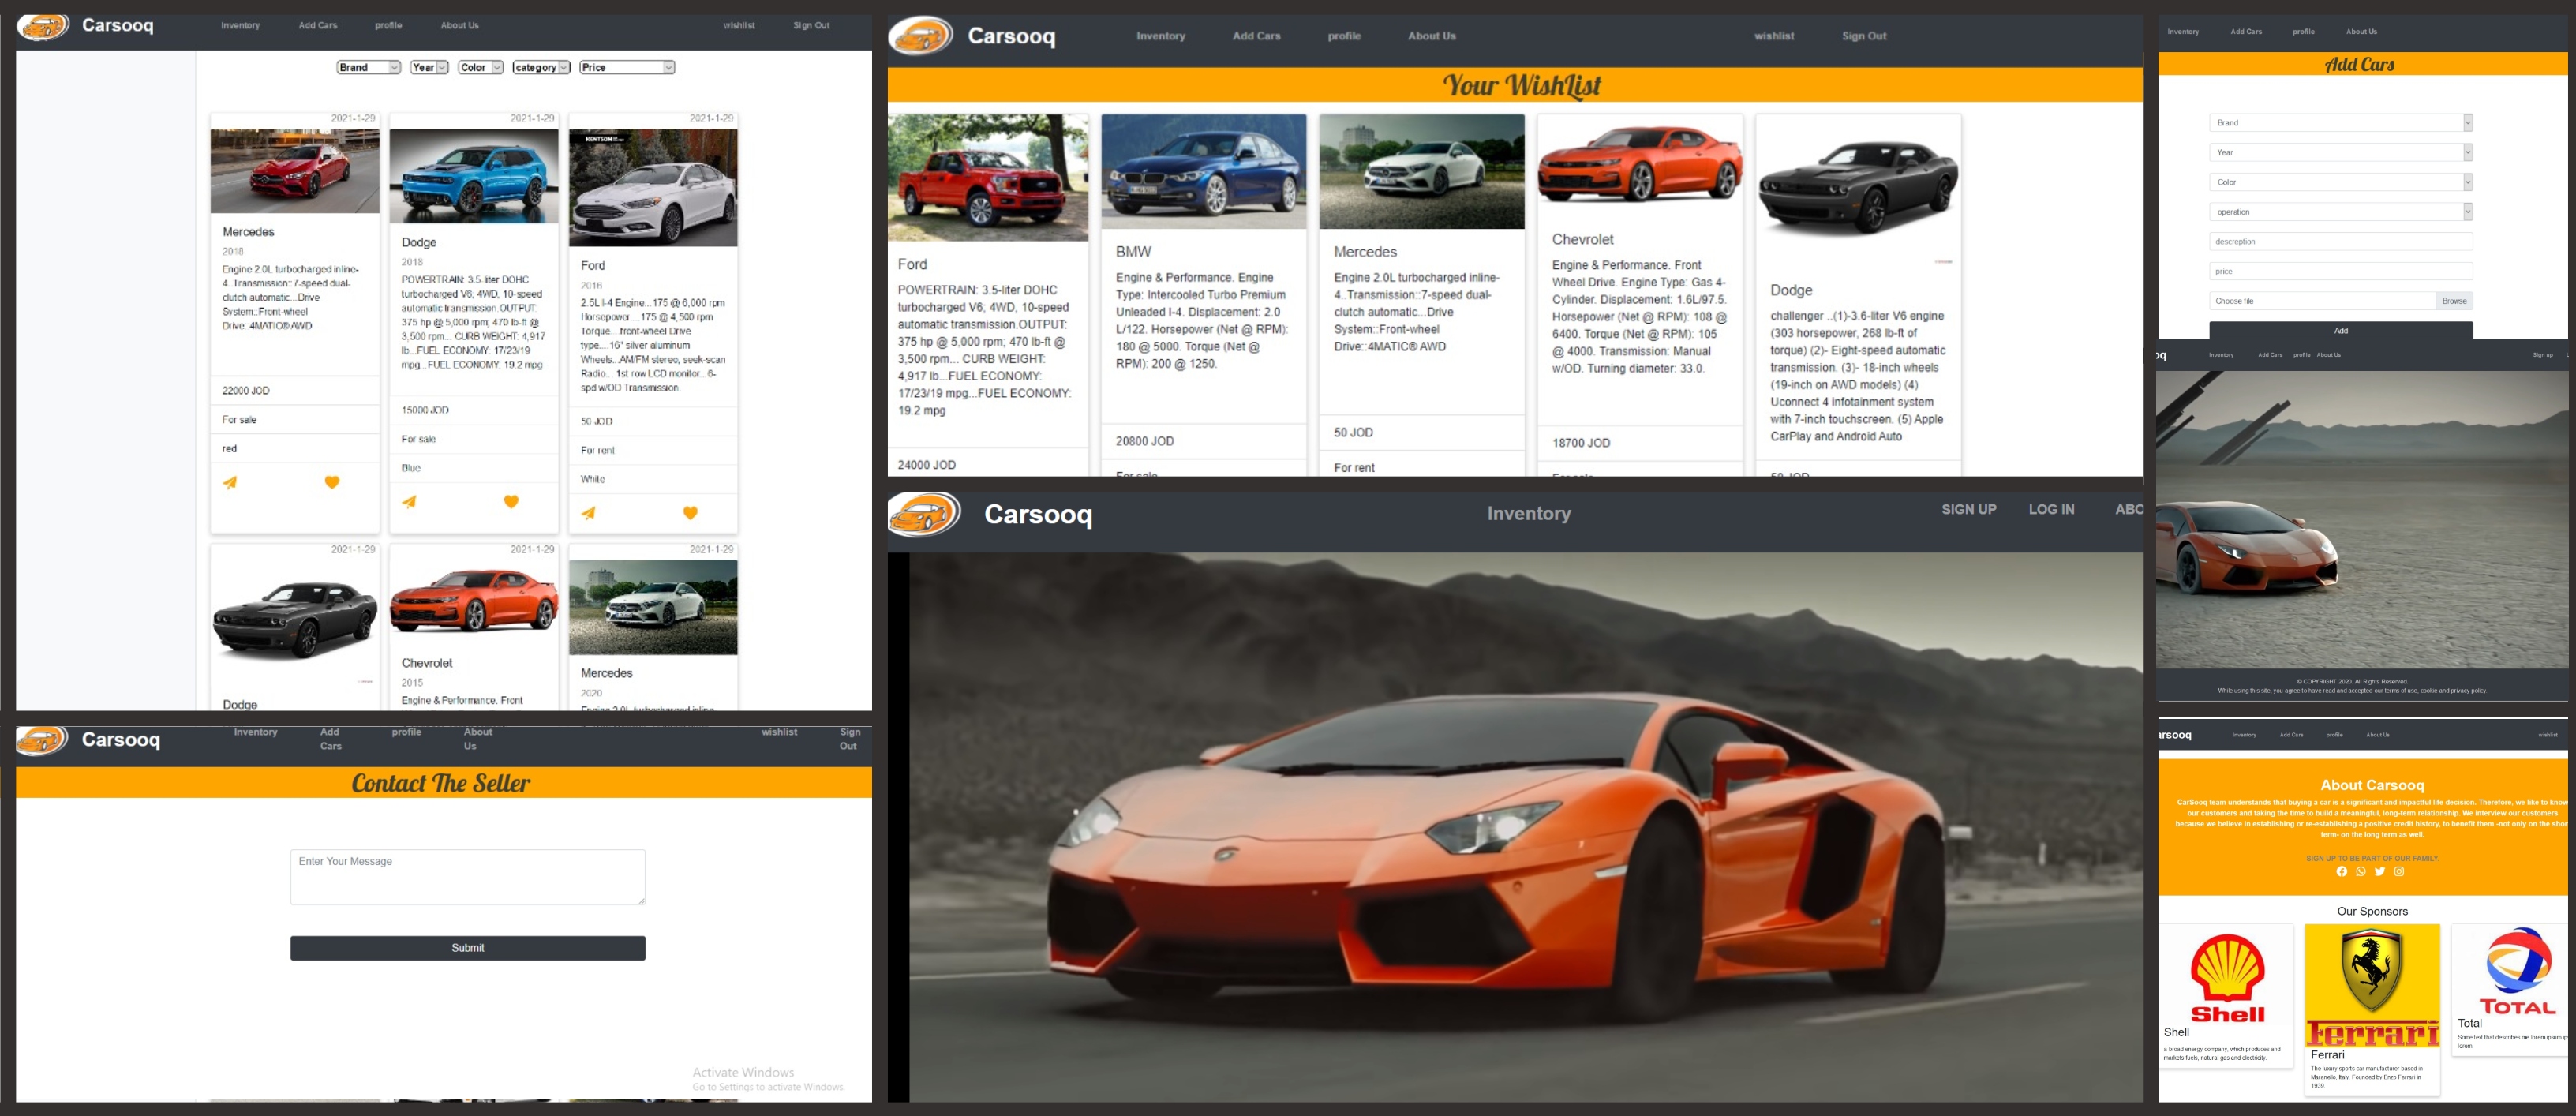 Carsooq
Inventory
Add Cars
profile
About Us
wishlist
Sign Out
Brand
Year
Color
category
Price
2021-1-29
2021-1-29
2021-1-29
Mercedes
2018
Engine 2.0L turbocharged inline-
4..Transmission::7-speed dual-
clutch automatic...Drive
System::Front-wheel
Drive: 4MATIC® AWD
22000 JOD
For sale
red
Dodge
2018
POWERTRAIN: 3.5-liter DOHC
turbocharged V6; 4WD, 10-speed
automatic transmission.OUTPUT:
375 hp @ 5,000 rpm; 470 lb-ft @
3,500 rpm... CURB WEIGHT: 4,917
lb...FUEL ECONOMY: 17/23/19
mpg...FUEL ECONOMY: 19.2 mpg
15000 JOD
For sale
Blue
Ford
2016
2.5L I-4 Engine...175 @ 6,000 rpm
Horsepower....175 @ 4,500 rpm
Torque....front-wheel Drive
type....16" silver aluminum
Wheels...AM/FM stereo, seek-scan
Radio... 1st row LCD monitor...6-
spd w/OD Transmission.
50 JOD
For rent
White
2021-1-29
2021-1-29
2021-1-29
Dodge
Chevrolet
2015
Engine & Performance. Front
Mercedes
2020
Engine 2.0L turbocharged inline-
Carsooq
Inventory
Add
Cars
profile
About
Us
wishlist
Sign
Out
Contact The Seller
Enter Your Message
Submit
Activate Windows
Go to Settings to activate Windows.
Carsooq
Inventory
Add Cars
profile
About Us
wishlist
Sign Out
Your WishList
Ford
POWERTRAIN: 3.5-liter DOHC
turbocharged V6; 4WD, 10-speed
automatic transmission.OUTPUT:
375 hp @ 5,000 rpm; 470 lb-ft @
3,500 rpm... CURB WEIGHT:
4,917 lb...FUEL ECONOMY:
17/23/19 mpg...FUEL ECONOMY:
19.2 mpg
24000 JOD
BMW
Engine & Performance. Engine
Type: Intercooled Turbo Premium
Unleaded I-4. Displacement: 2.0
L/122. Horsepower (Net @ RPM):
180 @ 5000. Torque (Net @
RPM): 200 @ 1250.
20800 JOD
For sale
Mercedes
Engine 2.0L turbocharged inline-
4..Transmission::7-speed dual-
clutch automatic...Drive
System::Front-wheel
Drive::4MATIC® AWD
50 JOD
For rent
Chevrolet
Engine & Performance. Front
Wheel Drive. Engine Type: Gas 4-
Cylinder. Displacement: 1.6L/97.5.
Horsepower (Net @ RPM): 108 @
6400. Torque (Net @ RPM): 105
@ 4000. Transmission: Manual
w/OD. Turning diameter: 33.0.
18700 JOD
For sale
Dodge
challenger ..(1)-3.6-liter V6 engine
(303 horsepower, 268 lb-ft of
torque) (2)- Eight-speed automatic
transmission. (3)- 18-inch wheels
(19-inch on AWD models) (4)
Uconnect 4 infotainment system
with 7-inch touchscreen. (5) Apple
CarPlay and Android Auto
50 JOD
Carsooq
Inventory
SIGN UP
LOG IN
ABO
Inventory
Add Cars
profile
About Us
Add Cars
Brand
Year
Color
operation
descreption
price
Choose file
Browse
Add
oq
Inventory
Add Cars
profile
About Us
Sign up
© COPYRIGHT 2020. All Rights Reserved.
While using this site, you agree to have read and accepted our terms of use, cookie and privacy policy.
arsooq
Inventory
Add Cars
profile
About Us
wishlist
About Carsooq
CarSooq team understands that buying a car is a significant and impactful life decision. Therefore, we like to know
our customers and taking the time to build a meaningful, long-term relationship. We interview our customers
because we believe in establishing or re-establishing a positive credit history, to benefit them -not only on the shor
term- on the long term as well.
SIGN UP TO BE PART OF OUR FAMILY.
Our Sponsors
Shell
Shell
a broad energy company, which produces and
markets fuels, natural gas and electricity.
Ferrari
Ferrari
The luxury sports car manufacturer based in
Maranello, Italy. Founded by Enzo Ferrari in
1939.
TOTAL
Total
Some text that describes me lorem ipsum ip
lorem.